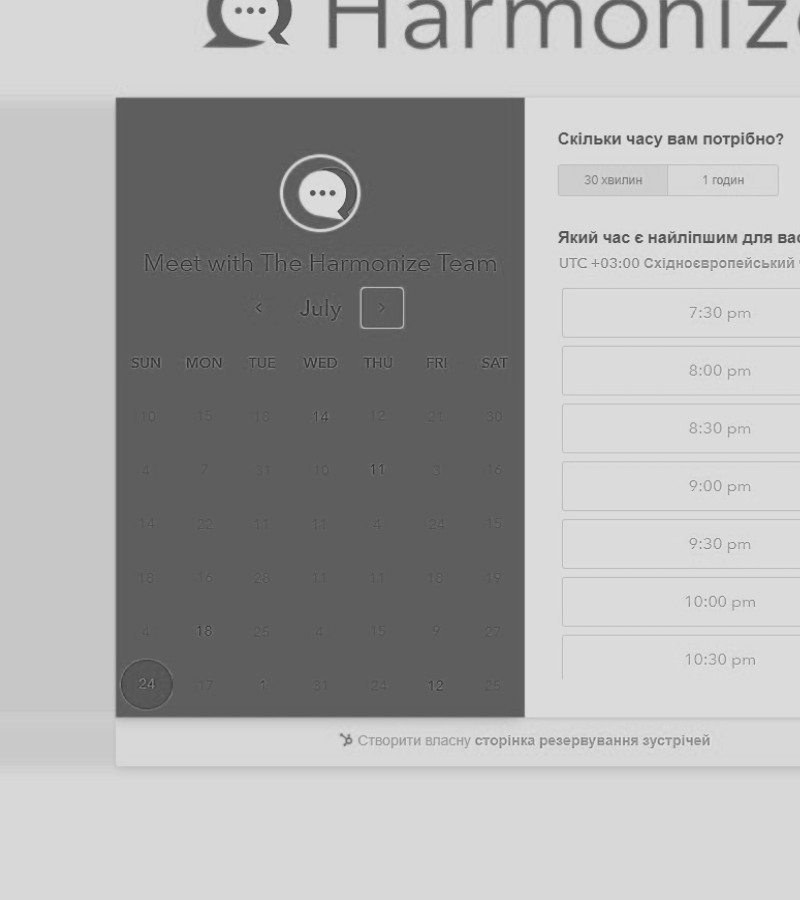 Harmoniz
Meet with The Harmonize Team
July
SUN MON TUE WED THU FRI SAT
10 15 18 14 12 21 30
4 7 31 10 11 3 16
14 22 11 11 4 24 15
18 16 28 11 11 18 19
4 18 25 4 15 9 27
24 17 1 31 24 12 25
Скільки часу вам потрібно?
30 хвилин 1 годин
Який час є найліпшим для вас
UTC +03:00 Східноєвропейський
7:30 pm
8:00 pm
8:30 pm
9:00 pm
9:30 pm
10:00 pm
10:30 pm
Створити власну сторінка резервування зустрічей